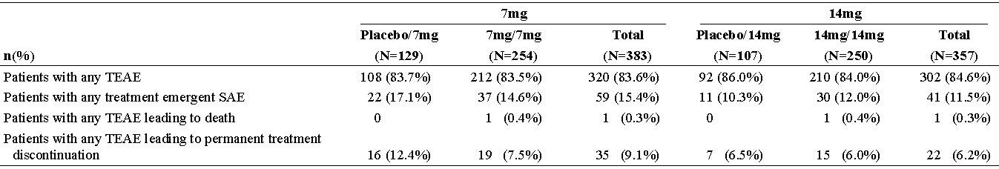 7mg 14mg
Placebo/7mg 7mg/7mg Total Placebo/14mg 14mg/14mg Total
n(%) (N=129) (N=254) (N=383) (N=107) (N=250) (N=357)
Patients with any TEAE 108 (83.7%) 212 (83.5%) 320 (83.6%) 92 (86.0%) 210 (84.0%) 302 (84.6%)
Patients with any treatment emergent SAE 22 (17.1%) 37 (14.6%) 59 (15.4%) 11 (10.3%) 30 (12.0%) 41 (11.5%)
Patients with any TEAE leading to death 0 1 (0.4%) 1 (0.3%) 0 1 (0.4%) 1 (0.3%)
Patients with any TEAE leading to permanent treatment
discontinuation 16 (12.4%) 19 (7.5%) 35 (9.1%) 7 (6.5%) 15 (6.0%) 22 (6.2%)